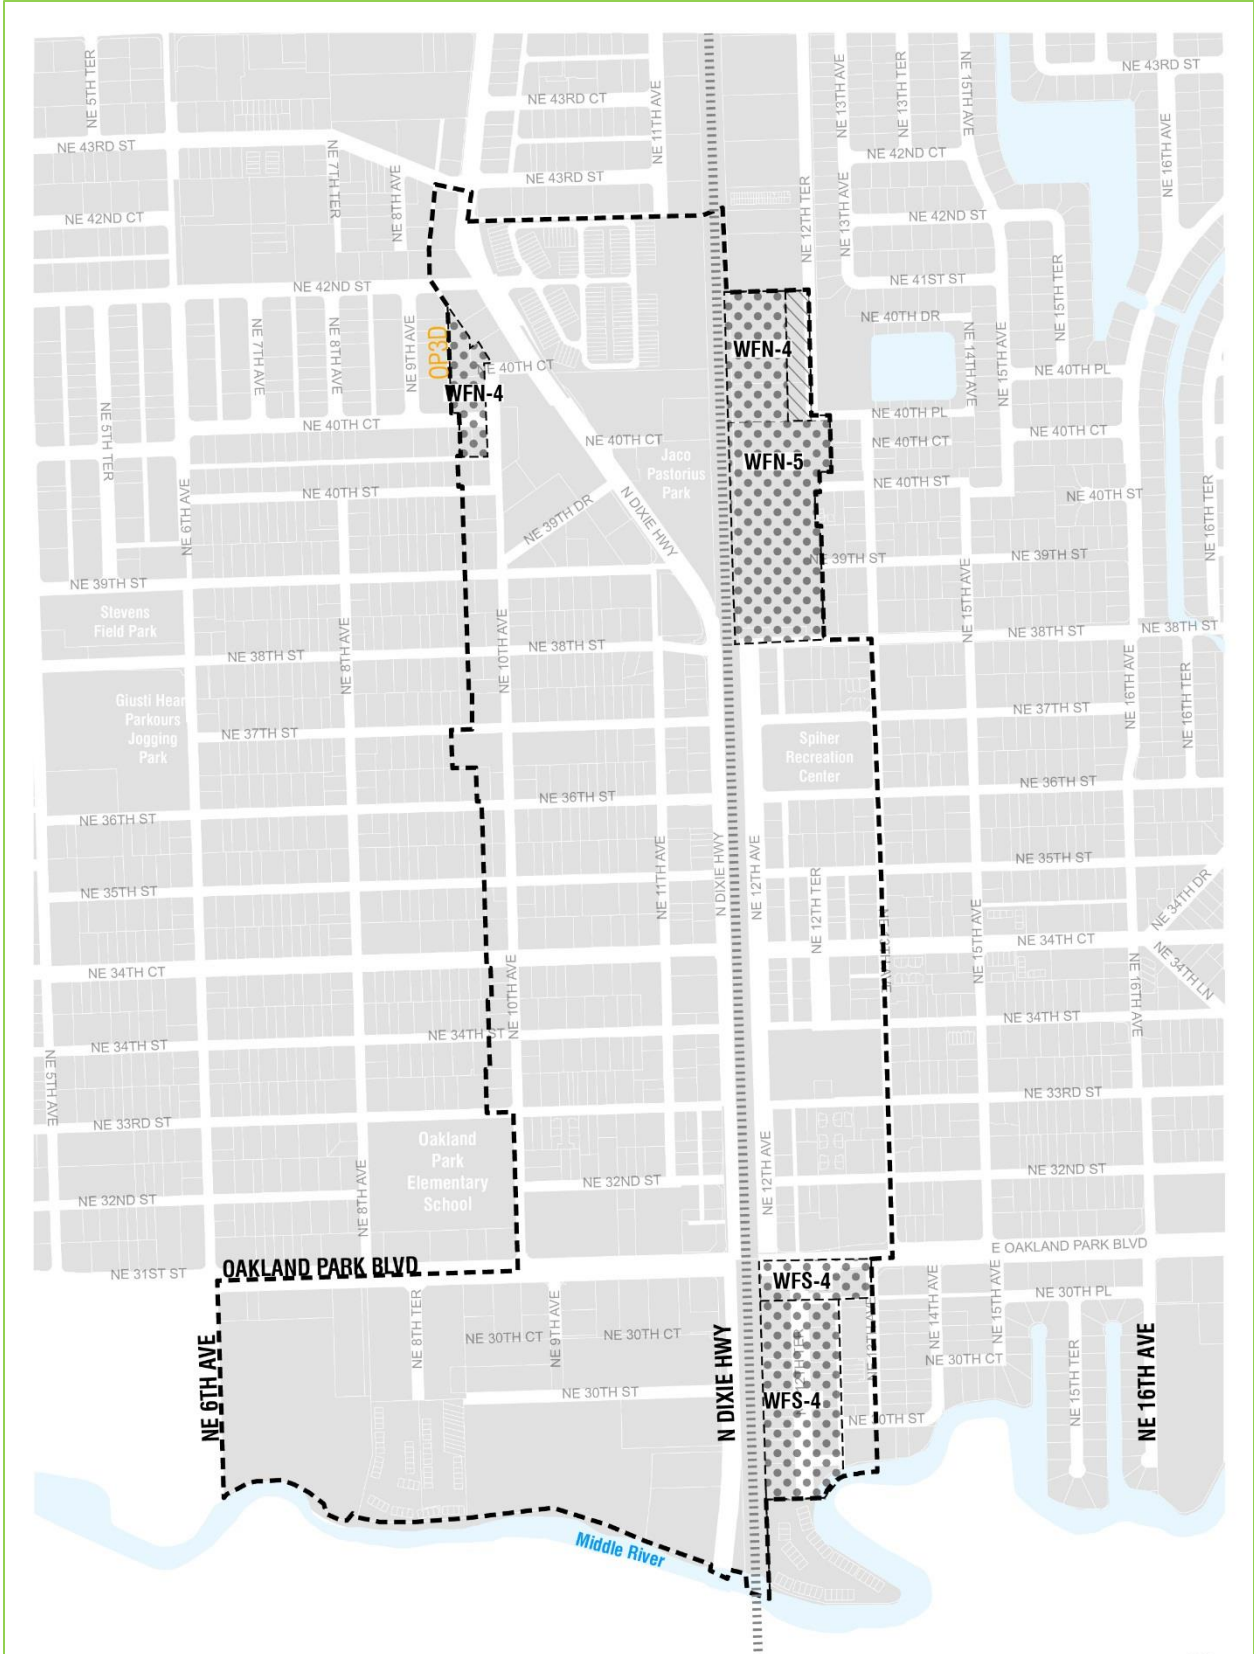 NE 5TH TER
NE 43RD CT
NE 11TH AVE
NE 13TH AVE
NE 13TH TER
NE 15TH AVE
NE 43RD ST
NE 43RD ST
NE 7TH TER
NE 8TH AVE
NE 43RD ST
NE 42ND CT
NE 16TH AVE
NE 42ND CT
NE 12TH TER
NE 13TH AVE
NE 42ND ST
NE 42ND ST
NE 41ST ST
NE 15TH TER
NE 7TH AVE
NE 8TH AVE
NE 9TH AVE
OP3D
NE 40TH CT
WFN-4
WFN-4
NE 40TH DR
NE 14TH AVE
NE 15TH AVE
NE 40TH PL
NE 5TH TER
NE 40TH CT
NE 40TH CT
NE 40TH PL
NE 40TH CT
NE 40TH CT
Jaco
Pastorius
Park
WFN-5
NE 6TH AVE
NE 40TH ST
NE 39TH DR
N DIXIE HWY
NE 40TH ST
NE 40TH ST
NE 16TH TER
NE 39TH ST
NE 39TH ST
NE 39TH ST
NE 15TH AVE
Stevens
Field Park
NE 8TH AVE
NE 10TH AVE
NE 38TH ST
NE 38TH ST
NE 38TH ST
NE 38TH ST
Giusti Hear
Parkours
Jogging
Park
NE 37TH ST
NE 37TH ST
NE 16TH AVE
NE 16TH TER
Spiher
Recreation
Center
NE 36TH ST
NE 36TH ST
NE 36TH ST
NE 11TH AVE
N DIXIE HWY
NE 12TH AVE
NE 12TH TER
NE 35TH ST
NE 35TH ST
NE 34TH DR
NE 15TH AVE
NE 34TH CT
NE 34TH CT
NE 34TH LN
NE 16TH AVE
NE 10TH AVE
NE 34TH ST
NE 34TH ST
NE 34TH ST
NE 5TH AVE
NE 33RD ST
NE 33RD ST
Oakland
Park
Elementary
School
NE 8TH AVE
NE 12TH AVE
NE 32ND ST
NE 32ND ST
NE 32ND ST
NE 31ST ST
OAKLAND PARK BLVD
E OAKLAND PARK BLVD
WFS-4
NE 30TH PL
NE 6TH AVE
NE 8TH TER
NE 30TH CT
NE 9TH AVE
NE 30TH CT
N DIXIE HWY
NE 14TH AVE
NE 15TH AVE
NE 30TH CT
NE 15TH TER
NE 16TH AVE
NE 30TH ST
WFS-4
NE 30TH ST
Middle River